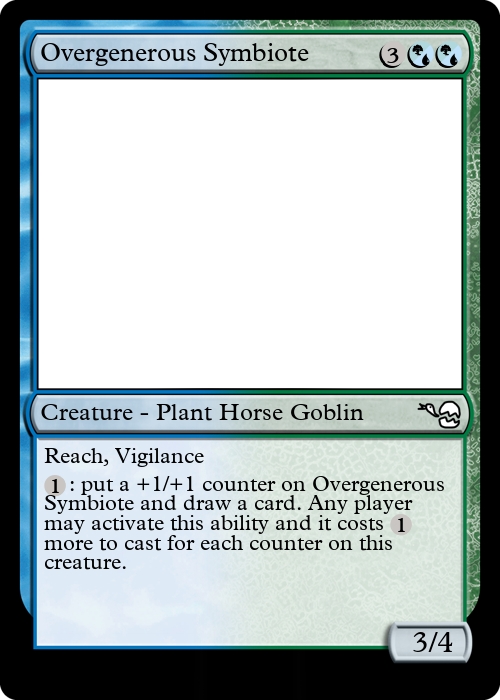 Overgenerous Symbiote 3
Creature - Plant Horse Goblin
Reach, Vigilance
1 : put a +1/+1 counter on Overgenerous
Symbiote and draw a card. Any player
may activate this ability and it costs 1
more to cast for each counter on this
creature.
3/4